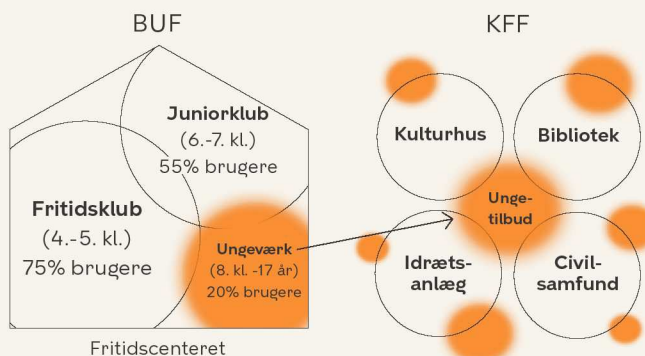 BUF
Juniorklub
(6.-7. kl.)
55% brugere
Fritidsklub
(4.-5. kl.)
75% brugere
Ungeværk
(8. kl. -17 år)
20% brugere
Fritidscenteret
KFF
Kulturhus
Bibliotek
Unge-
tilbud
Idræts-
anlæg
Civil-
samfund